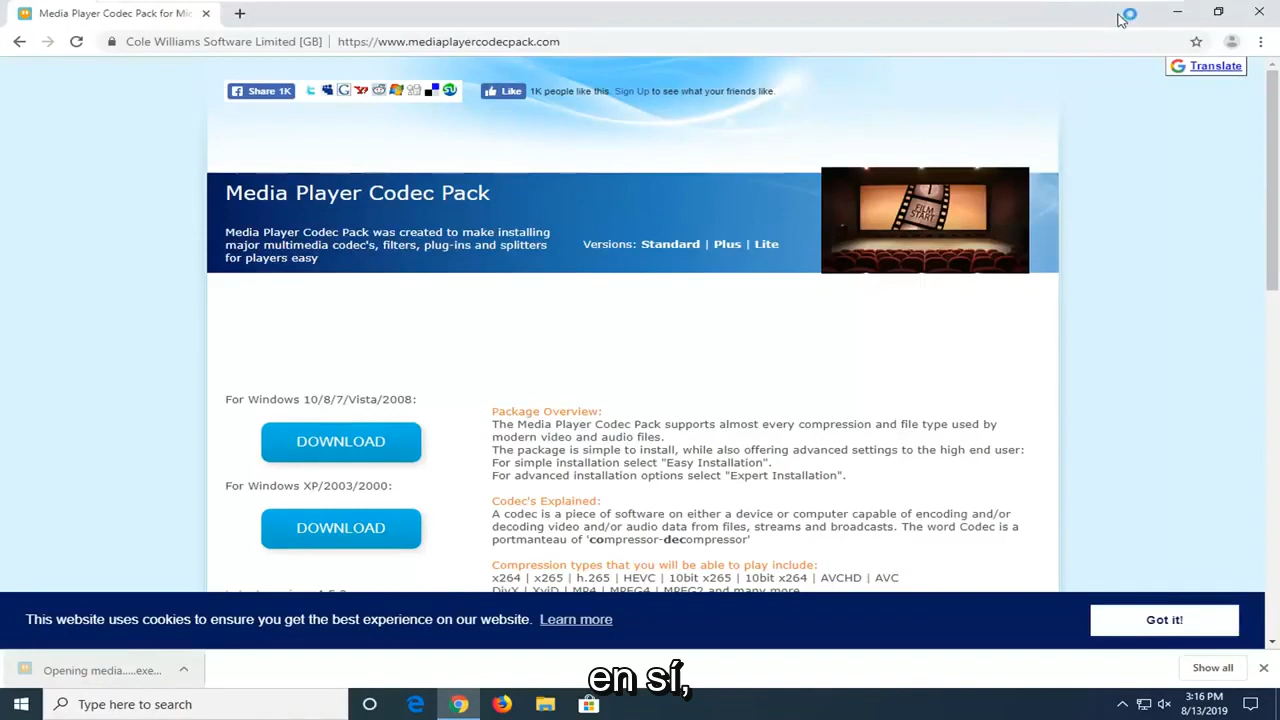 Media Player Codec Pack for Mic
Cole Williams Software Limited [GB] | https://www.mediaplayercodecpack.com
Translate
Share 1K
Like
1K people like this. Sign Up to see what your friends like.
Media Player Codec Pack
Media Player Codec Pack was created to make installing
major multimedia codec's, filters, plug-ins and splitters
for players easy
Versions: Standard | Plus | Lite
FILM
START
For Windows 10/8/7/Vista/2008:
DOWNLOAD
For Windows XP/2003/2000:
DOWNLOAD
Package Overview:
The Media Player Codec Pack supports almost every compression and file type used by
modern video and audio files.
The package is simple to install, while also offering advanced settings to the high end user:
For simple installation select "Easy Installation".
For advanced installation options select "Expert Installation".
Codec's Explained:
A codec is a piece of software on either a device or computer capable of encoding and/or
decoding video and/or audio data from files, streams and broadcasts. The word Codec is a
portmanteau of 'compressor-decompressor'
Compression types that you will be able to play include:
x264 | x265 | h.265 | HEVC | 10bit x265 | 10bit x264 | AVCHD | AVC
DivX | XviD | MP4 | MPEG4 | MPEG2 and many more
This website uses cookies to ensure you get the best experience on our website. Learn more
Got it!
Opening media.....exe...
Show all
en sí,
Type here to search
3:16 PM
8/13/2019